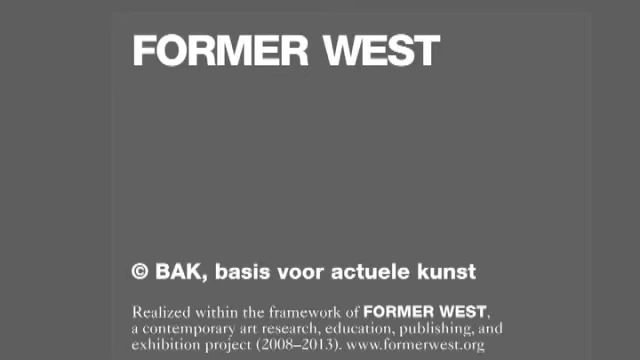 FORMER WEST
© BAK, basis voor actuele kunst
Realized within the framework of FORMER WEST,
a contemporary art research, education, publishing, and
exhibition project (2008–2013). www.formerwest.org